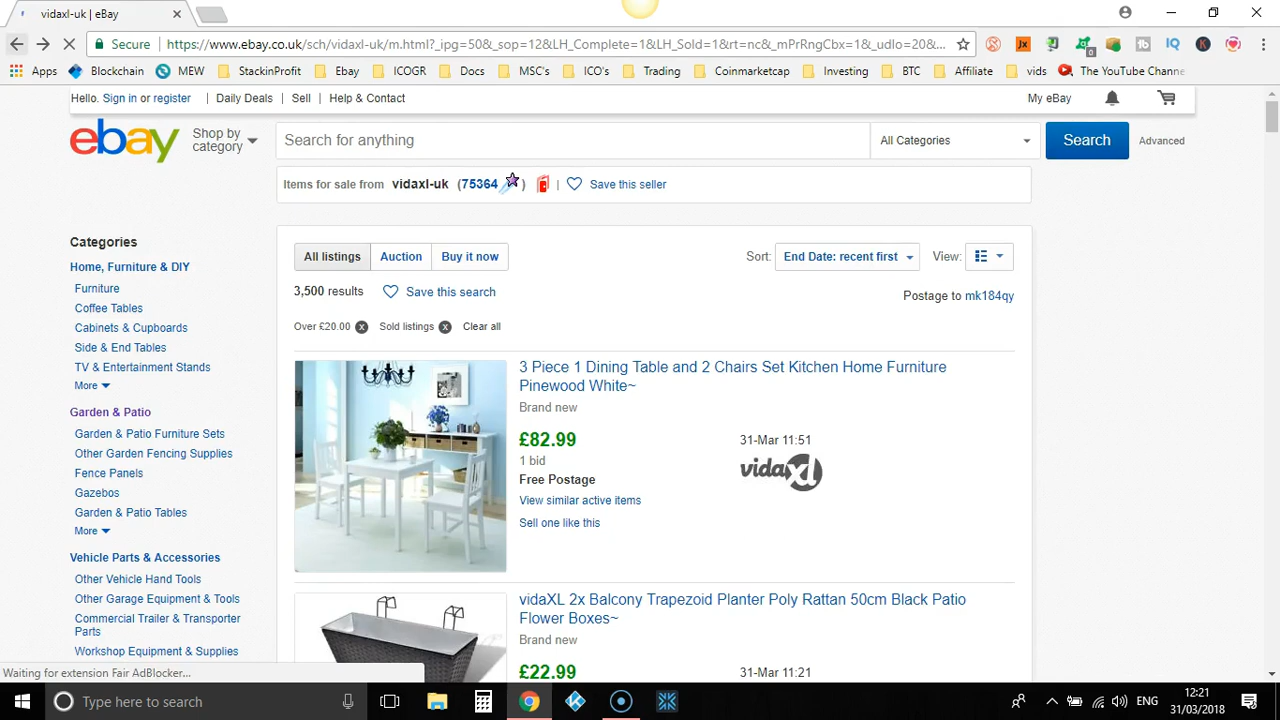 vidaxl-uk | eBay
Secure https://www.ebay.co.uk/sch/vidaxl-uk/m.html?_ipg=50&_sop=12&LH_Complete=1&LH_Sold=1&rt=nc&_mPrRngCbx=1&_udlo=20&...
Apps Blockchain MEW StackinProfit Ebay ICOGR Docs MSC's ICO's Trading Coinmarketcap Investing BTC Affiliate vids The YouTube Channe
Hello. Sign in or register Daily Deals Sell Help & Contact My eBay
ebay Shop by category Search for anything All Categories Search Advanced
Items for sale from vidaxl-uk (75364 ) | Save this seller
Categories
Home, Furniture & DIY
Furniture
Coffee Tables
Cabinets & Cupboards
Side & End Tables
TV & Entertainment Stands
More
Garden & Patio
Garden & Patio Furniture Sets
Other Garden Fencing Supplies
Fence Panels
Gazebos
Garden & Patio Tables
More
Vehicle Parts & Accessories
Other Vehicle Hand Tools
Other Garage Equipment & Tools
Commercial Trailer & Transporter
Parts
Workshop Equipment & Supplies
All listings Auction Buy it now Sort: End Date: recent first View:
3,500 results Save this search Postage to mk184qy
Over £20.00 x Sold listings x Clear all
3 Piece 1 Dining Table and 2 Chairs Set Kitchen Home Furniture
Pinewood White~
Brand new
£82.99 31-Mar 11:51
1 bid vidaXL
Free Postage
View similar active items
Sell one like this
vidaXL 2x Balcony Trapezoid Planter Poly Rattan 50cm Black Patio
Flower Boxes~
Brand new
£22.99 31-Mar 11:21
Waiting for extension Fair AdBlocker...
Type here to search ENG 12:21
31/03/2018